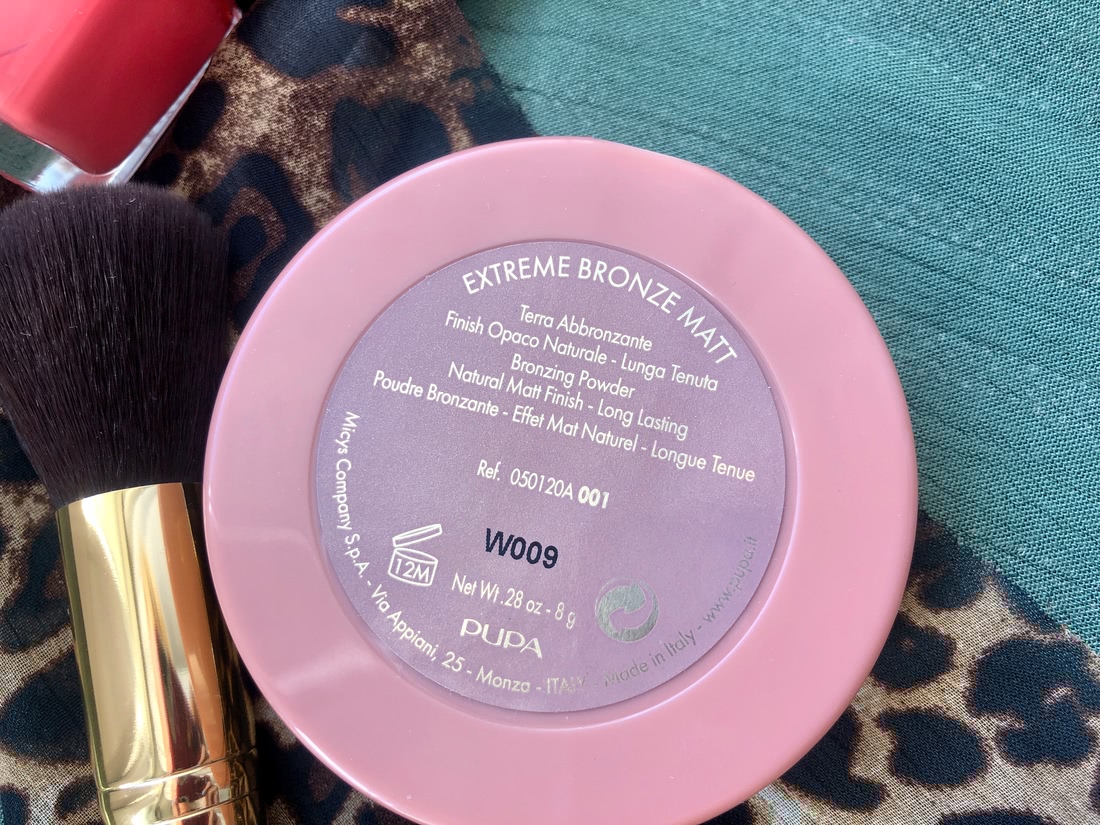 EXTREME BRONZE MATT
Terra Abbronzante
Finish Opaco Naturale - Lunga Tenuta
Bronzing Powder
Natural Matt Finish - Long Lasting
Poudre Bronzante - Effet Mat Naturel - Longue Tenue
Ref. 050120A 001
W009
12M
Net Wt .28 oz - 8 g
PUPA
Micys Company S.p.A. - Via Appiani, 25 - Monza - ITALY Made in Italy - www.pupa.it